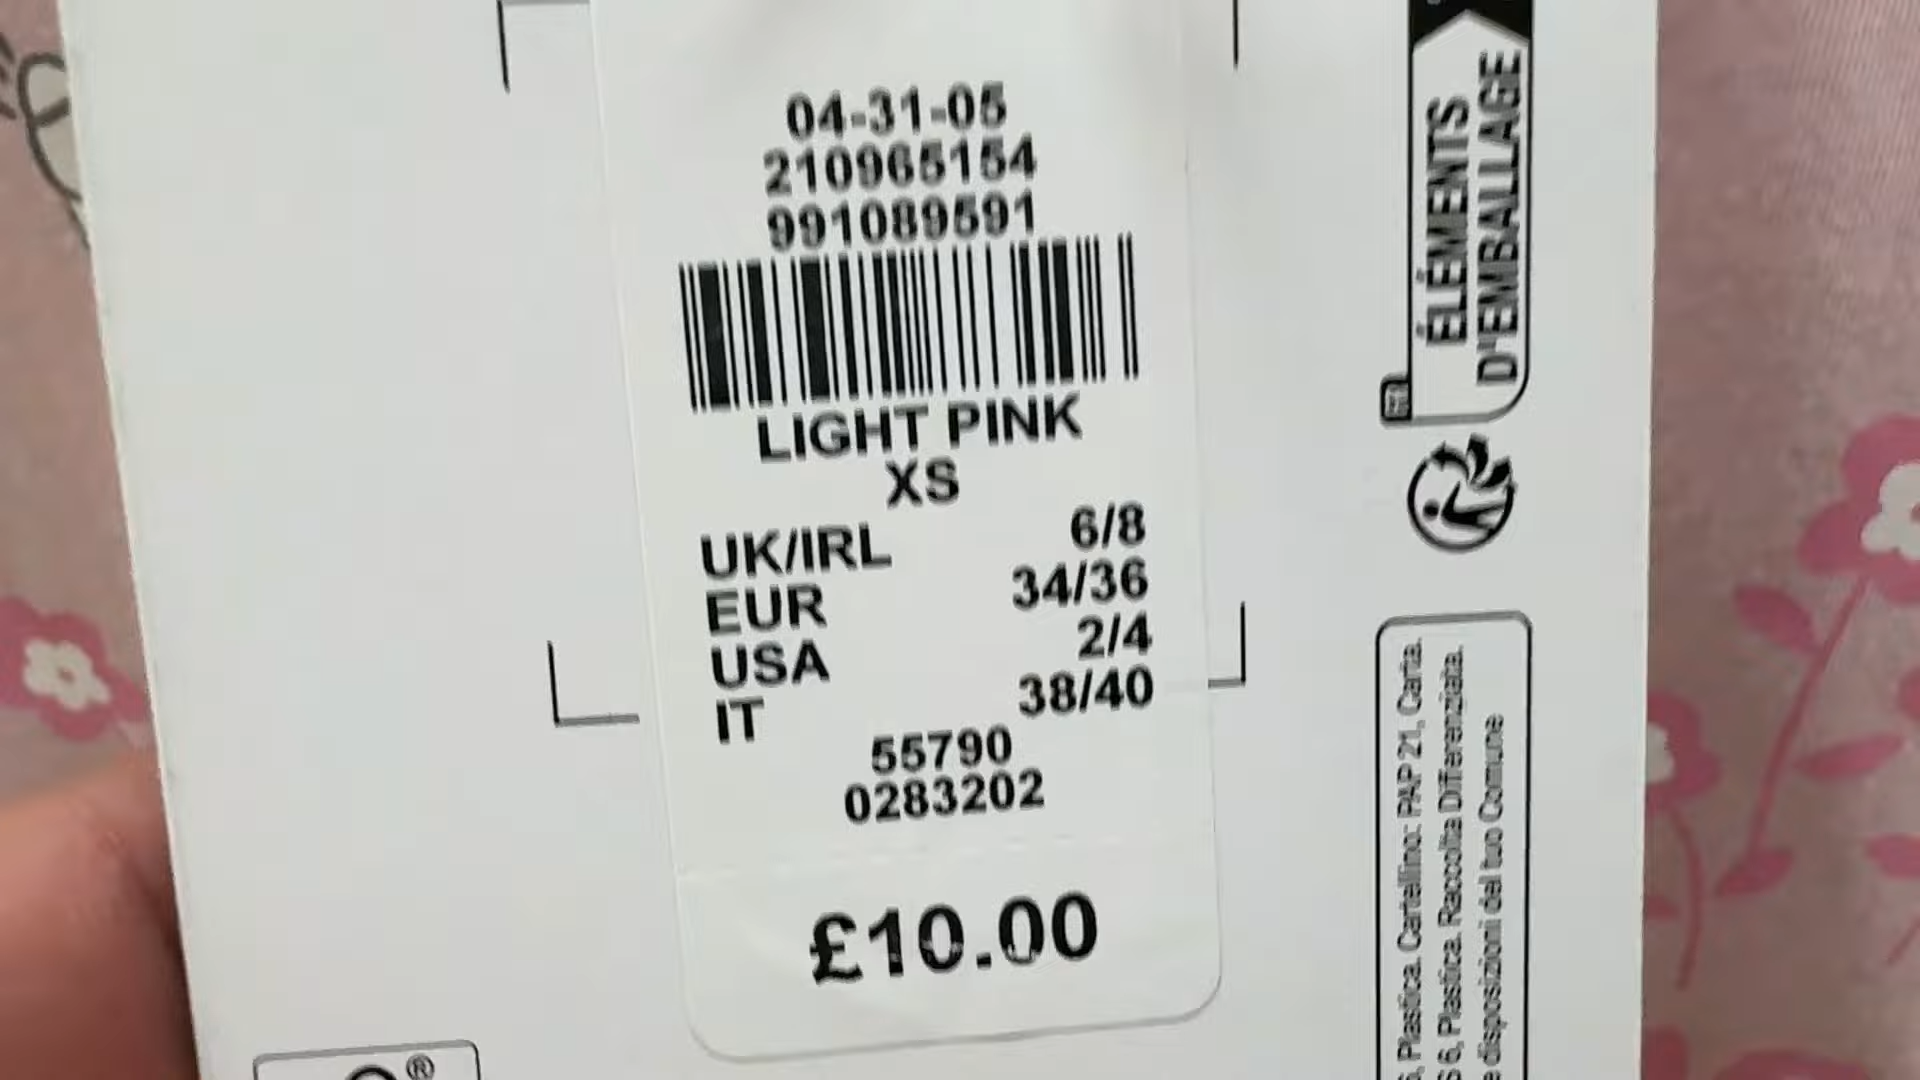 04-31-05
210965154
991089591
LIGHT PINK
XS
UK/IRL 6/8
EUR 34/36
USA 2/4
IT 38/40
55790
0283202
£10.00
ÉLÉMENTS
D'EMBALLAGE
Plastica. Cartellino: PAP 21, Carta.
6, Plastica. Raccolta Differenziata.
e disposizioni del tuo Comune
®